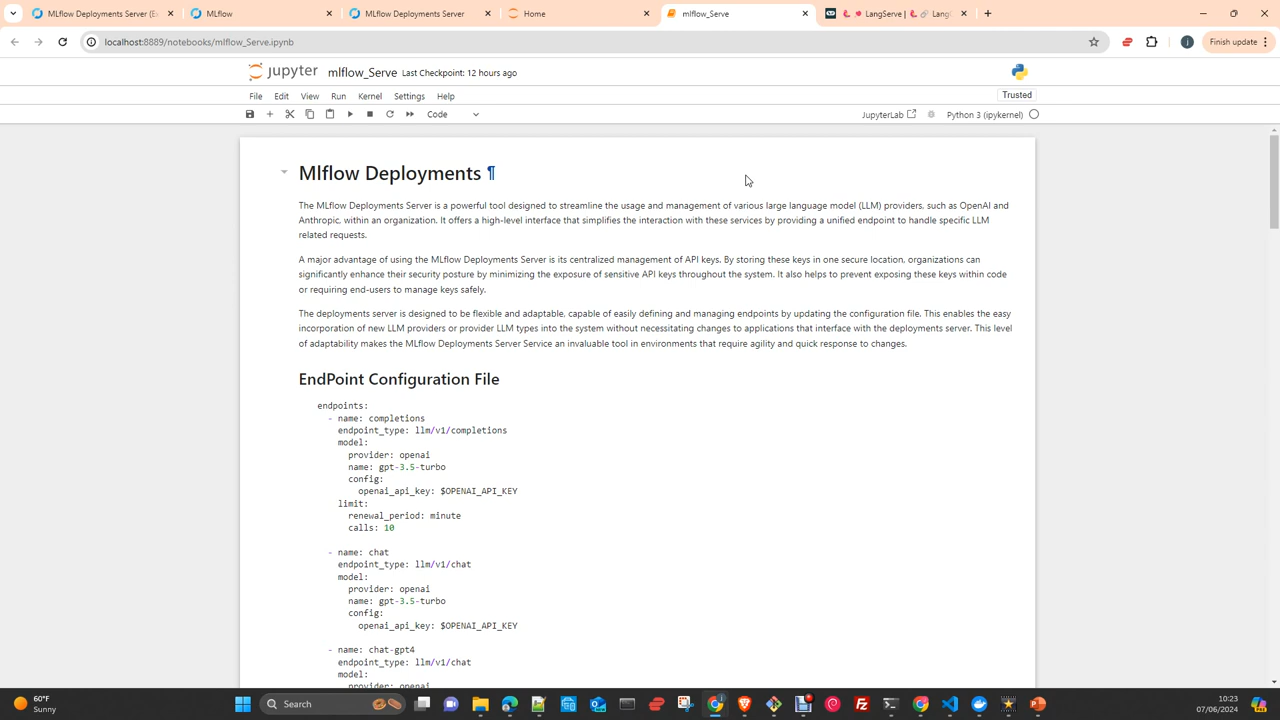 MLflow Deployments Server (Ex
MLflow
MLflow Deployments Server
Home
mlflow_Serve
LangServe | Lang
localhost:8889/notebooks/mlflow_Serve.ipynb
Finish update
jupyter mlflow_Serve Last Checkpoint: 12 hours ago
Trusted
File Edit View Run Kernel Settings Help
Code JupyterLab Python 3 (ipykernel)
Mlflow Deployments ¶
The MLflow Deployments Server is a powerful tool designed to streamline the usage and management of various large language model (LLM) providers, such as OpenAI and
Anthropic, within an organization. It offers a high-level interface that simplifies the interaction with these services by providing a unified endpoint to handle specific LLM
related requests.
A major advantage of using the MLflow Deployments Server is its centralized management of API keys. By storing these keys in one secure location, organizations can
significantly enhance their security posture by minimizing the exposure of sensitive API keys throughout the system. It also helps to prevent exposing these keys within code
or requiring end-users to manage keys safely.
The deployments server is designed to be flexible and adaptable, capable of easily defining and managing endpoints by updating the configuration file. This enables the easy
incorporation of new LLM providers or provider LLM types into the system without necessitating changes to applications that interface with the deployments server. This level
of adaptability makes the MLflow Deployments Server Service an invaluable tool in environments that require agility and quick response to changes.
EndPoint Configuration File
endpoints:
- name: completions
endpoint_type: llm/v1/completions
model:
provider: openai
name: gpt-3.5-turbo
config:
openai_api_key: $OPENAI_API_KEY
limit:
renewal_period: minute
calls: 10
- name: chat
endpoint_type: llm/v1/chat
model:
provider: openai
name: gpt-3.5-turbo
config:
openai_api_key: $OPENAI_API_KEY
- name: chat-gpt4
endpoint_type: llm/v1/chat
model:
provider: openai
60°F
Sunny
Search
10:23
07/06/2024